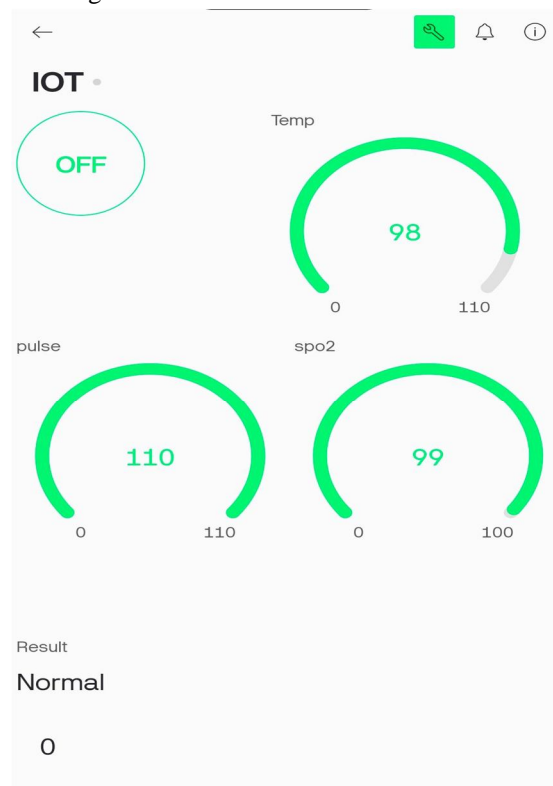 IOT
OFF
Temp
98
0 110
pulse
110
0 110
spo2
99
0 100
Result
Normal
0